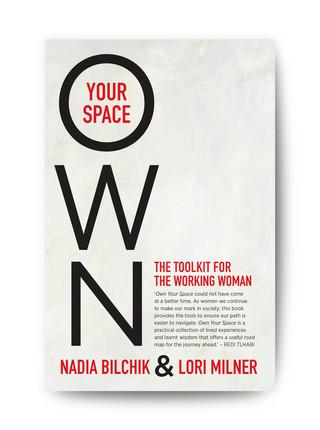 O
YOUR
SPACE
W
N
THE TOOLKIT FOR
THE WORKING WOMAN
'Own Your Space could not have come
at a better time. As women we continue
to make our mark in society; this book
provides the tools to ensure our path is
easier to navigate. Own Your Space is a
practical collection of lived experiences
and learnt wisdom that offers a useful road
map for the journey ahead.' – REDI TLHABI
NADIA BILCHIK & LORI MILNER